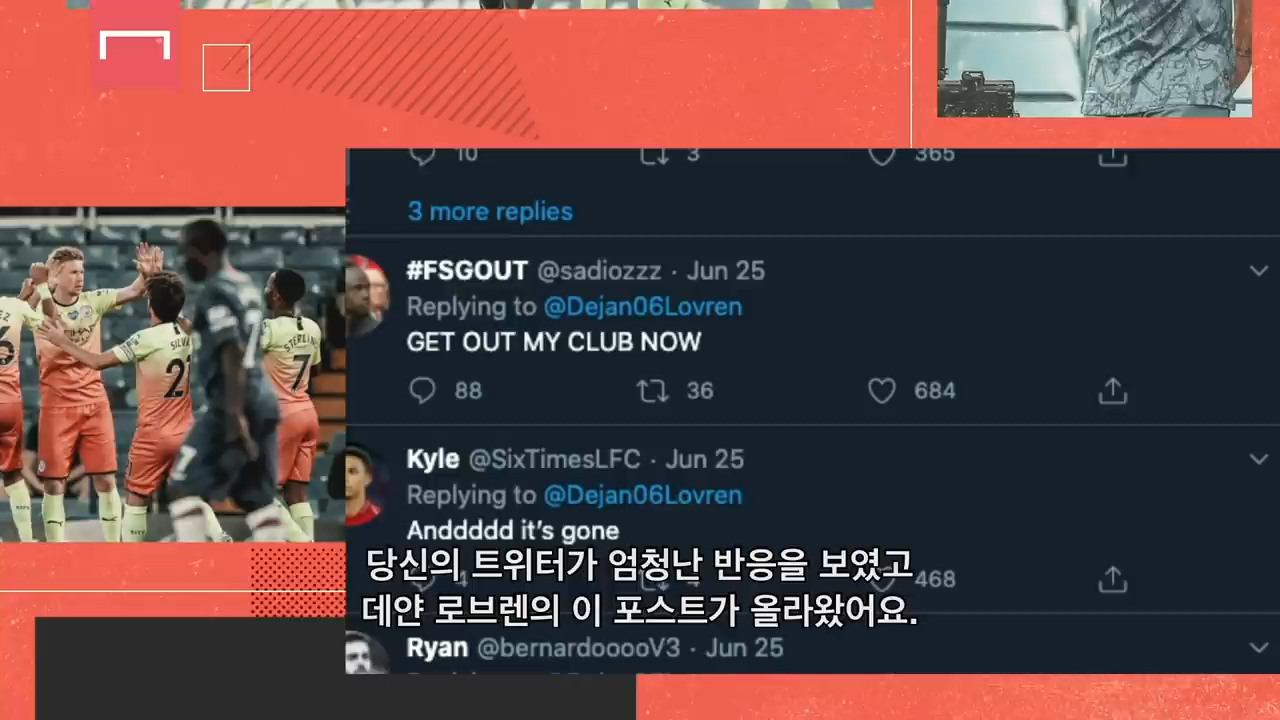 10 3 365
3 more replies
#FSGOUT @sadiozzz · Jun 25
Replying to @Dejan06Lovren
GET OUT MY CLUB NOW
88 36 684
Kyle @SixTimesLFC · Jun 25
Replying to @Dejan06Lovren
Anddddd it’s gone
당신의 트위터가 엄청난 반응을 보였고
4 4 468
데얀 로브렌의 이 포스트가 올라왔어요.
Ryan @bernardooooV3 · Jun 25
SILVA
21
STERLING
7